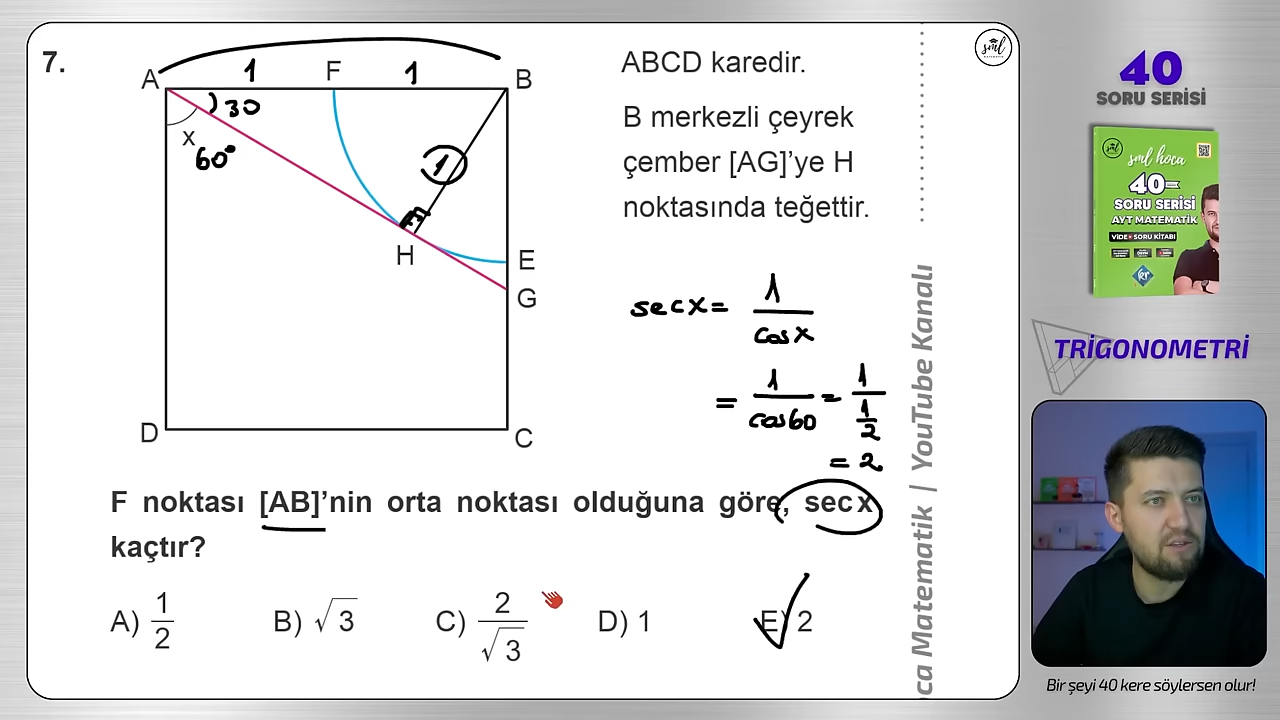 7.
A 1 F 1 B
30
x
60°
1
H
E
G
D
C
ABCD karedir.
B merkezli çeyrek
çember [AG]'ye H
noktasında teğettir.
secx = 1/cosx
= 1/cos60 = 1/(1/2)
= 2
F noktası [AB]'nin orta noktası olduğuna göre, sec x
kaçtır?
A) 1/2 B) √3 C) 2/√3 D) 1 E) 2
oca Matematik | YouTube Kanalı
sml
40
SORU SERİSİ
sml hoca
40
SORU SERİSİ
AYT MATEMATİK
VİDEO SORU KİTABI
TRİGONOMETRİ
Bir şeyi 40 kere söylersen olur!